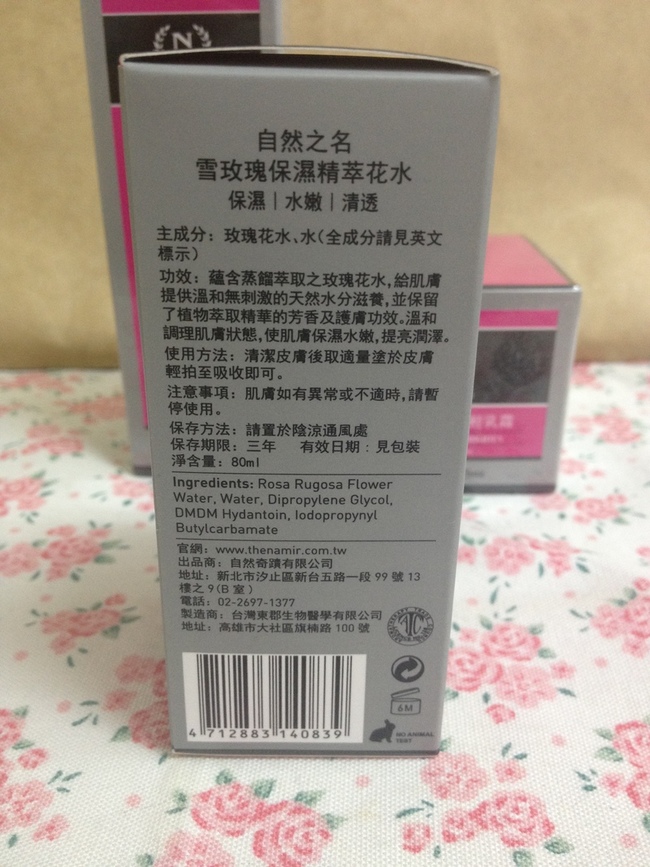 N
自然之名
雪玫瑰保濕精萃花水
保濕|水嫩|清透
主成分：玫瑰花水、水(全成分請見英文
標示)
功效：蘊含蒸餾萃取之玫瑰花水,給肌膚
提供溫和無刺激的天然水分滋養,並保留
了植物萃取精華的芳香及護膚功效。溫和
調理肌膚狀態,使肌膚保濕水嫩,提亮潤澤。
使用方法：清潔皮膚後取適量塗於皮膚
輕拍至吸收即可。
注意事項：肌膚如有異常或不適時,請暫
停使用。
保存方法：請置於陰涼通風處
保存期限：三年 有效日期：見包裝
淨含量：80ml
Ingredients: Rosa Rugosa Flower
Water, Water, Dipropylene Glycol,
DMDM Hydantoin, Iodopropynyl
Butylcarbamate
官網：www.thenamir.com.tw
出品商：自然奇蹟有限公司
地址：新北市汐止區新台五路一段 99 號 13
樓之 9(B 室)
電話：02-2697-1377
製造商：台灣東郡生物醫學有限公司
地址：高雄市大社區旗楠路 100 號
4 712883 140839
6M
NO ANIMAL
TEST
乳霜